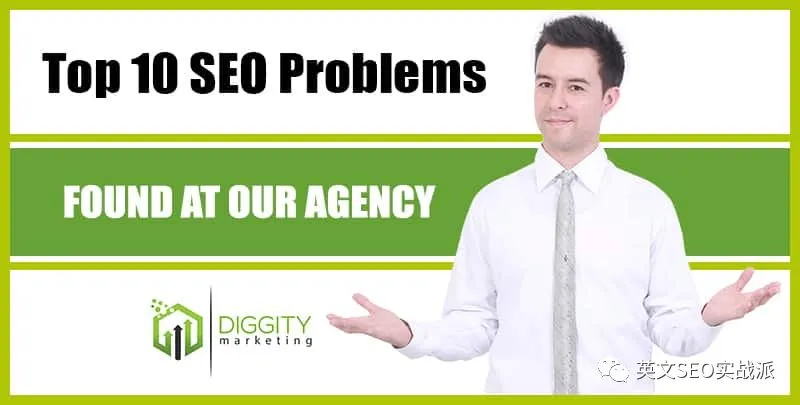 Top 10 SEO Problems
FOUND AT OUR AGENCY
DIGGITY
marketing
英文SEO实战派